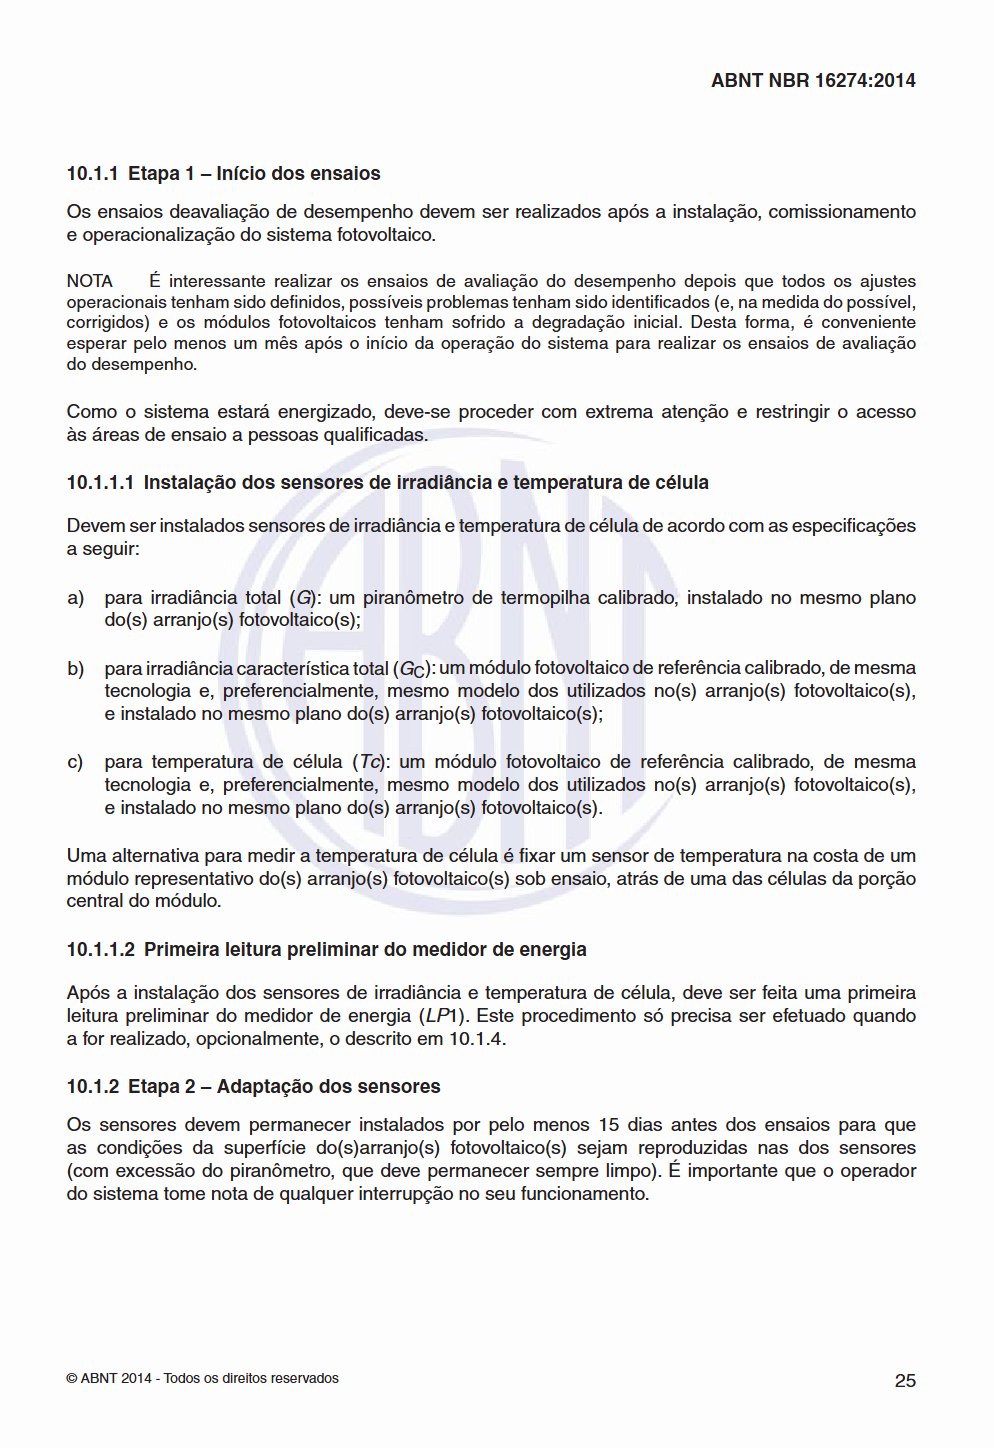 ABNT NBR 16274:2014
10.1.1 Etapa 1 – Início dos ensaios
Os ensaios deavaliação de desempenho devem ser realizados após a instalação, comissionamento
e operacionalização do sistema fotovoltaico.
NOTA É interessante realizar os ensaios de avaliação do desempenho depois que todos os ajustes
operacionais tenham sido definidos, possíveis problemas tenham sido identificados (e, na medida do possível,
corrigidos) e os módulos fotovoltaicos tenham sofrido a degradação inicial. Desta forma, é conveniente
esperar pelo menos um mês após o início da operação do sistema para realizar os ensaios de avaliação
do desempenho.
Como o sistema estará energizado, deve-se proceder com extrema atenção e restringir o acesso
às áreas de ensaio a pessoas qualificadas.
10.1.1.1 Instalação dos sensores de irradiância e temperatura de célula
Devem ser instalados sensores de irradiância e temperatura de célula de acordo com as especificações
a seguir:
a) para irradiância total (G): um piranômetro de termopilha calibrado, instalado no mesmo plano
do(s) arranjo(s) fotovoltaico(s);
b) para irradiância característica total (GC): um módulo fotovoltaico de referência calibrado, de mesma
tecnologia e, preferencialmente, mesmo modelo dos utilizados no(s) arranjo(s) fotovoltaico(s),
e instalado no mesmo plano do(s) arranjo(s) fotovoltaico(s);
c) para temperatura de célula (Tc): um módulo fotovoltaico de referência calibrado, de mesma
tecnologia e, preferencialmente, mesmo modelo dos utilizados no(s) arranjo(s) fotovoltaico(s),
e instalado no mesmo plano do(s) arranjo(s) fotovoltaico(s).
Uma alternativa para medir a temperatura de célula é fixar um sensor de temperatura na costa de um
módulo representativo do(s) arranjo(s) fotovoltaico(s) sob ensaio, atrás de uma das células da porção
central do módulo.
10.1.1.2 Primeira leitura preliminar do medidor de energia
Após a instalação dos sensores de irradiância e temperatura de célula, deve ser feita uma primeira
leitura preliminar do medidor de energia (LP1). Este procedimento só precisa ser efetuado quando
a for realizado, opcionalmente, o descrito em 10.1.4.
10.1.2 Etapa 2 – Adaptação dos sensores
Os sensores devem permanecer instalados por pelo menos 15 dias antes dos ensaios para que
as condições da superfície do(s)arranjo(s) fotovoltaico(s) sejam reproduzidas nas dos sensores
(com excessão do piranômetro, que deve permanecer sempre limpo). É importante que o operador
do sistema tome nota de qualquer interrupção no seu funcionamento.
ABNT
© ABNT 2014 - Todos os direitos reservados
25